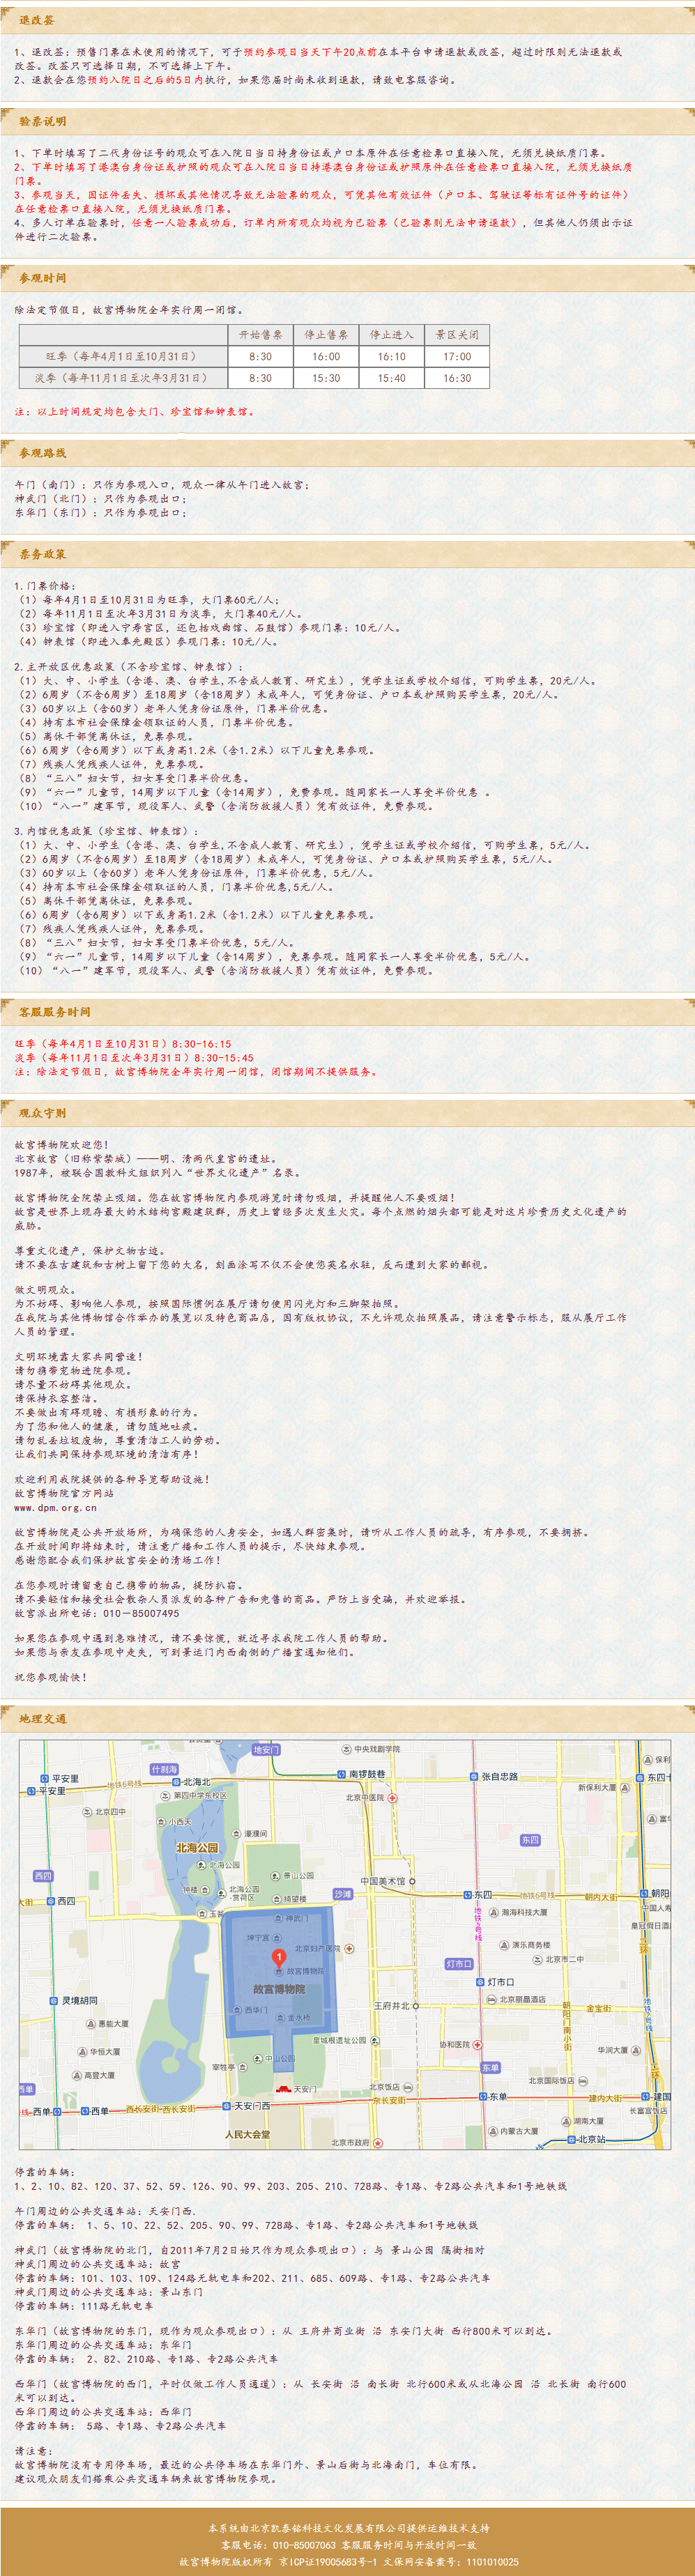 退改签
1、退改签：预售门票在未使用的情况下，可于预约参观日当天下午20点前在本平台申请退款或改签，超过时限则无法退款或
改签。改签只可选择日期，不可选择上下午。
2、退款会在您预约入院日之后的5日内执行，如果您届时尚未收到退款，请致电客服咨询。
验票说明
1、下单时填写了二代身份证号的观众可在入院日当日持身份证或户口本原件在任意检票口直接入院，无须兑换纸质门票。
2、下单时填写了港澳台身份证或护照的观众可在入院日当日持港澳台身份证或护照原件在任意检票口直接入院，无须兑换纸质
门票。
3、参观当天，因证件丢失、损坏或其他情况导致无法验票的观众，可凭其他有效证件（户口本、驾驶证等标有证件号的证件）
在任意检票口直接入院，无须兑换纸质门票。
4、多人订单在验票时，任意一人验票成功后，订单内所有观众均视为已验票（已验票则无法申请退款），但其他人仍须出示证
件进行二次验票。
参观时间
除法定节假日，故宫博物院全年实行周一闭馆。
开始售票 停止售票 停止进入 景区关闭
旺季（每年4月1日至10月31日） 8:30 16:00 16:10 17:00
淡季（每年11月1日至次年3月31日） 8:30 15:30 15:40 16:30
注：以上时间规定均包含大门、珍宝馆和钟表馆。
参观路线
午门（南门）：只作为参观入口，观众一律从午门进入故宫；
神武门（北门）：只作为参观出口；
东华门（东门）：只作为参观出口；
票务政策
1.门票价格：
（1）每年4月1日至10月31日为旺季，大门票60元/人；
（2）每年11月1日至次年3月31日为淡季，大门票40元/人。
（3）珍宝馆（即进入宁寿宫区，还包括戏曲馆、石鼓馆）参观门票：10元/人。
（4）钟表馆（即进入奉先殿区）参观门票：10元/人。
2.主开放区优惠政策（不含珍宝馆、钟表馆）：
（1）大、中、小学生（含港、澳、台学生,不含成人教育、研究生），凭学生证或学校介绍信，可购学生票，20元/人。
（2）6周岁（不含6周岁）至18周岁（含18周岁）未成年人，可凭身份证、户口本或护照购买学生票，20元/人。
（3）60岁以上（含60岁）老年人凭身份证原件，门票半价优惠。
（4）持有本市社会保障金领取证的人员，门票半价优惠。
（5）离休干部凭离休证，免票参观。
（6）6周岁（含6周岁）以下或身高1.2米（含1.2米）以下儿童免票参观。
（7）残疾人凭残疾人证件，免票参观。
（8）“三八”妇女节，妇女享受门票半价优惠。
（9）“六一”儿童节，14周岁以下儿童（含14周岁），免费参观。随同家长一人享受半价优惠 。
（10）“八一”建军节，现役军人、武警（含消防救援人员）凭有效证件，免费参观。
3.内馆优惠政策（珍宝馆、钟表馆）：
（1）大、中、小学生（含港、澳、台学生,不含成人教育、研究生），凭学生证或学校介绍信，可购学生票，5元/人。
（2）6周岁（不含6周岁）至18周岁（含18周岁）未成年人，可凭身份证、户口本或护照购买学生票，5元/人。
（3）60岁以上（含60岁）老年人凭身份证原件，门票半价优惠，5元/人。
（4）持有本市社会保障金领取证的人员，门票半价优惠,5元/人。
（5）离休干部凭离休证，免票参观。
（6）6周岁（含6周岁）以下或身高1.2米（含1.2米）以下儿童免票参观。
（7）残疾人凭残疾人证件，免票参观。
（8）“三八”妇女节，妇女享受门票半价优惠，5元/人。
（9）“六一”儿童节，14周岁以下儿童（含14周岁），免票参观。随同家长一人享受半价优惠，5元/人。
（10）“八一”建军节，现役军人、武警（含消防救援人员）凭有效证件，免费参观。
客服服务时间
旺季（每年4月1日至10月31日）8:30-16:15
淡季（每年11月1日至次年3月31日）8:30-15:45
注：除法定节假日，故宫博物院全年实行周一闭馆，闭馆期间不提供服务。
观众守则
故宫博物院欢迎您！
北京故宫（旧称紫禁城）——明、清两代皇宫的遗址。
1987年，被联合国教科文组织列入“世界文化遗产”名录。
故宫博物院全院禁止吸烟。您在故宫博物院内参观游览时请勿吸烟，并提醒他人不要吸烟！
故宫是世界上现存最大的木结构宫殿建筑群，历史上曾经多次发生火灾。每个点燃的烟头都可能是对这片珍贵历史文化遗产的
威胁。
尊重文化遗产，保护文物古迹。
请不要在古建筑和古树上留下您的大名，刻画涂写不仅不会使您英名永驻，反而遭到大家的鄙视。
做文明观众。
为不妨碍、影响他人参观，按照国际惯例在展厅请勿使用闪光灯和三脚架拍照。
在我院与其他博物馆合作举办的展览以及特色商品店，因有版权协议，不允许观众拍照展品，请注意警示标志，服从展厅工作
人员的管理。
文明环境靠大家共同营造！
请勿携带宠物进院参观。
请尽量不妨碍其他观众。
请保持衣容整洁。
不要做出有碍观瞻、有损形象的行为。
为了您和他人的健康，请勿随地吐痰。
请勿乱丢垃圾废物，尊重清洁工人的劳动。
让我们共同保持参观环境的清洁有序！
欢迎利用我院提供的各种导览帮助设施！
故宫博物院官方网站
www.dpm.org.cn
故宫博物院是公共开放场所，为确保您的人身安全，如遇人群密集时，请听从工作人员的疏导，有序参观，不要拥挤。
在开放时间即将结束时，请注意广播和工作人员的提示，尽快结束参观。
感谢您配合我们保护故宫安全的清场工作！
在您参观时请留意自己携带的物品，提防扒窃。
请不要轻信和接受社会散杂人员派发的各种广告和兜售的商品。严防上当受骗，并欢迎举报。
故宫派出所电话：010－85007495
如果您在参观中遇到急难情况，请不要惊慌，就近寻求我院工作人员的帮助。
如果您与亲友在参观中走失，可到景运门内西南侧的广播室通知他们。
祝您参观愉快！
地理交通
地安门 中央戏剧学院
什刹海 南锣鼓巷 张自忠路 东四十
平安里 北海北 保利
平安里 地铁6号线 第四中学东校区 北京中医院 新保利大厦
北京四中 小西天 濠濮间 富华
北海公园 东四
西四 北海公园 景山公园 中国美术馆
钟楼 北海公园-营荷区 绮望楼 沙滩 东四 地铁6号线 朝内大街 朝阳
大街 西四 玉瓮 神武门 地铁5号线 瀚海科技大厦 中国人寿
坤宁宫 北京妇产医院 演乐商务楼 皇冠假日酒店
1 故宫博物院 灯市口 北京市二中 二环
故宫博物院 灯市口
灵境胡同 西华门 金水桥 王府井北 北京丽晶酒店 金宝街 地铁2号线
惠能大厦 皇城根遗址公园 朝阳门南小街
华恒大厦 中山公园 协和医院 华润大厦
高登大厦 宰牲亭 东单 二环
西单 天安门 北京饭店 北京国际饭店
线 西单 西单 西长安街 西长安街 天安门西 东长安街 东单 建内大街 建国
人民大会堂 湖南大厦 长富宫饭店
北京市政府 内蒙古大厦 北京站
停靠的车辆：
1、2、10、82、120、37、52、59、126、90、99、203、205、210、728路、专1路、专2路公共汽车和1号地铁线
午门周边的公共交通车站：天安门西.
停靠的车辆： 1、5、10、22、52、205、90、99、728路、专1路、专2路公共汽车和1号地铁线
神武门（故宫博物院的北门，自2011年7月2日始只作为观众参观出口）：与 景山公园 隔街相对
神武门周边的公共交通车站：故宫
停靠的车辆：101、103、109、124路无轨电车和202、211、685、609路、专1路、专2路公共汽车
神武门周边的公共交通车站：景山东门
停靠的车辆：111路无轨电车
东华门（故宫博物院的东门，现作为观众参观出口）：从 王府井商业街 沿 东安门大街 西行800米可以到达。
东华门周边的公共交通车站：东华门
停靠的车辆： 2、82、210路、专1路、专2路公共汽车
西华门（故宫博物院的西门，平时仅做工作人员通道）：从 长安街 沿 南长街 北行600米或从北海公园 沿 北长街 南行600
米可以到达。
西华门周边的公共交通车站：西华门
停靠的车辆： 5路、专1路、专2路公共汽车
请注意：
故宫博物院没有专用停车场，最近的公共停车场在东华门外、景山后街与北海南门，车位有限。
建议观众朋友们搭乘公共交通车辆来故宫博物院参观。
本系统由北京凯泰铭科技文化发展有限公司提供运维技术支持
客服电话：010-85007063 客服服务时间与开放时间一致
故宫博物院版权所有 京ICP证19005683号-1 文保网安备案号：1101010025